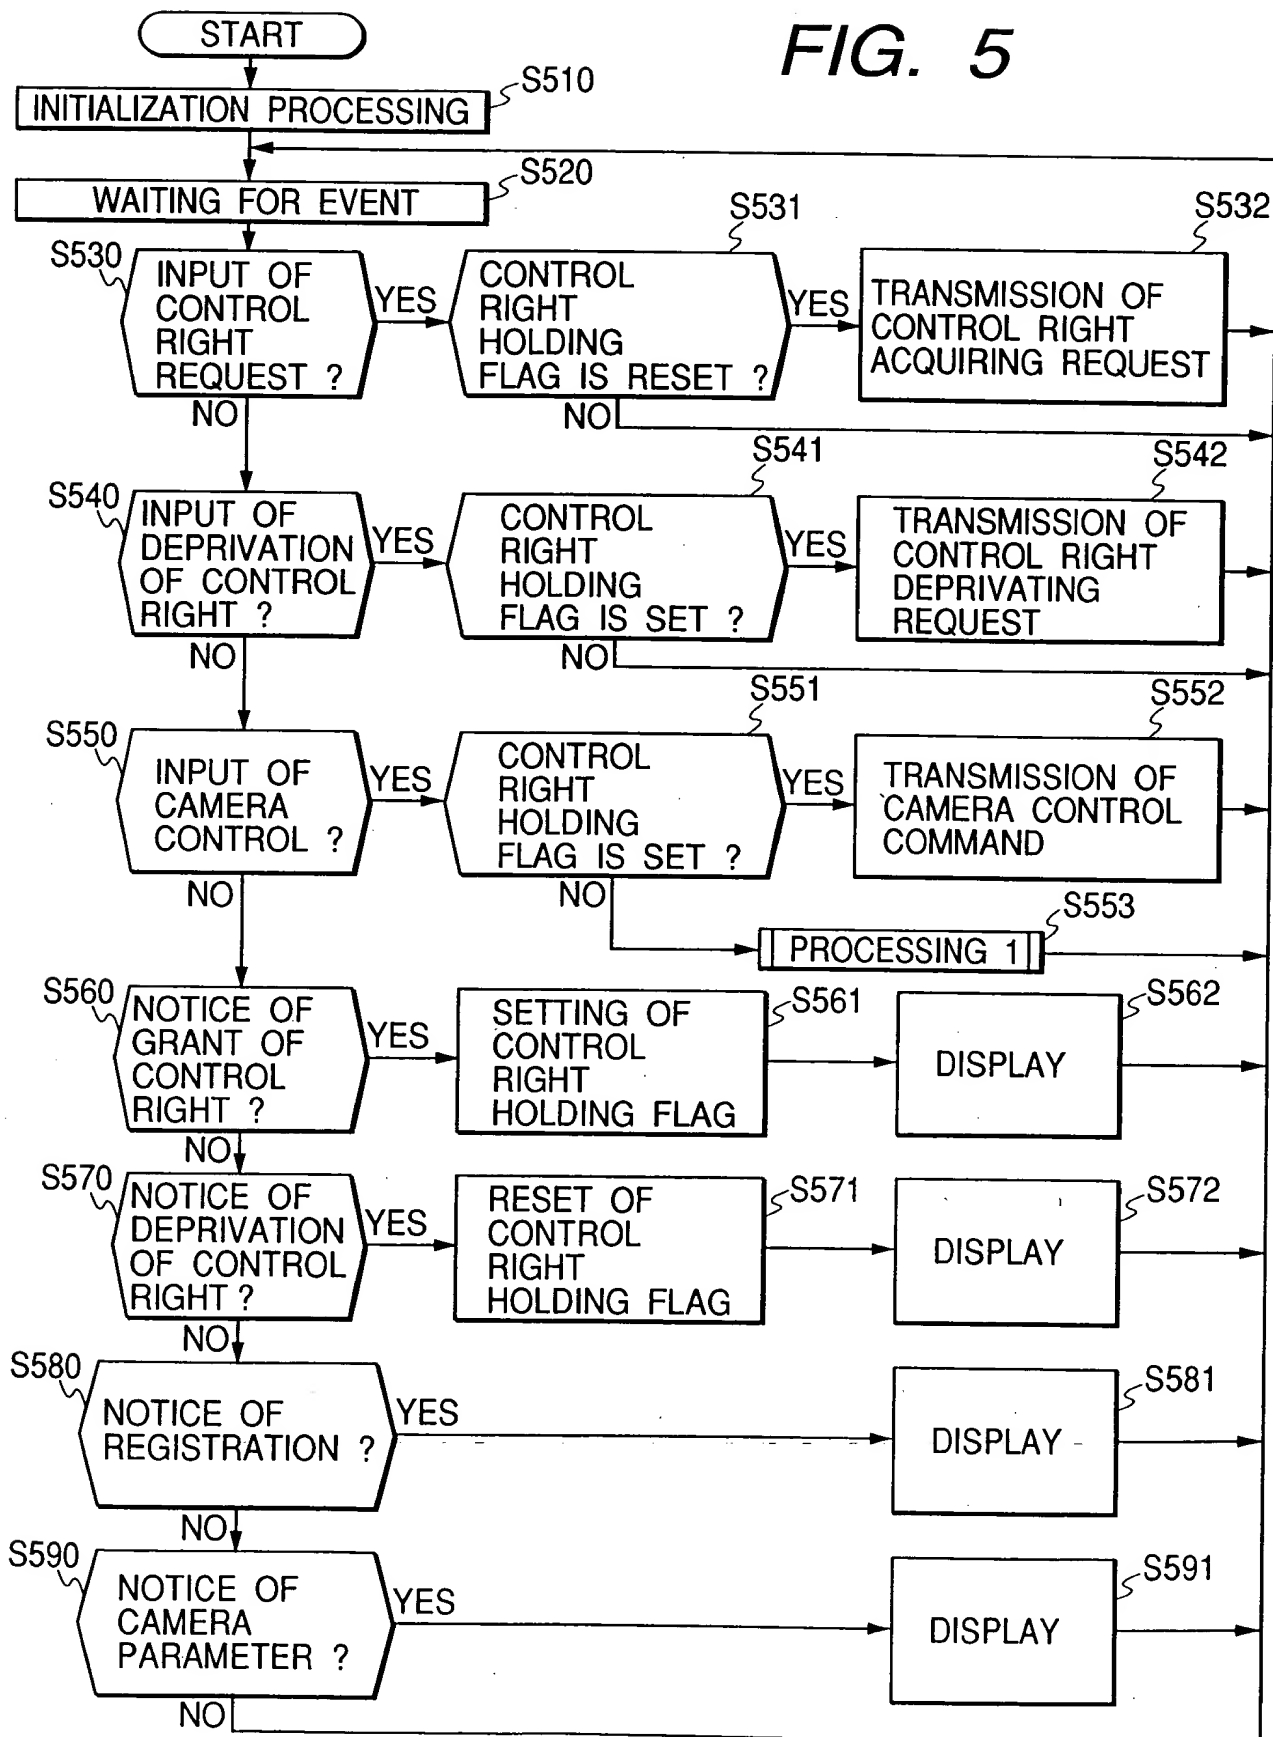 START
FIG. 5
S510
INITIALIZATION PROCESSING
S520
WAITING FOR EVENT
S530
INPUT OF
CONTROL
RIGHT
REQUEST ?
YES
NO
S531
CONTROL
RIGHT
HOLDING
FLAG IS RESET ?
YES
NO
S532
TRANSMISSION OF
CONTROL RIGHT
ACQUIRING REQUEST
S540
INPUT OF
DEPRIVATION
OF CONTROL
RIGHT ?
YES
NO
S541
CONTROL
RIGHT
HOLDING
FLAG IS SET ?
YES
NO
S542
TRANSMISSION OF
CONTROL RIGHT
DEPRIVATING
REQUEST
S550
INPUT OF
CAMERA
CONTROL ?
YES
NO
S551
CONTROL
RIGHT
HOLDING
FLAG IS SET ?
YES
NO
S552
TRANSMISSION OF
CAMERA CONTROL
COMMAND
S553
PROCESSING 1
S560
NOTICE OF
GRANT OF
CONTROL
RIGHT ?
YES
NO
S561
SETTING OF
CONTROL
RIGHT
HOLDING FLAG
S562
DISPLAY
S570
NOTICE OF
DEPRIVATION
OF CONTROL
RIGHT ?
YES
NO
S571
RESET OF
CONTROL
RIGHT
HOLDING FLAG
S572
DISPLAY
S580
NOTICE OF
REGISTRATION ?
YES
NO
S581
DISPLAY
S590
NOTICE OF
CAMERA
PARAMETER ?
YES
NO
S591
DISPLAY